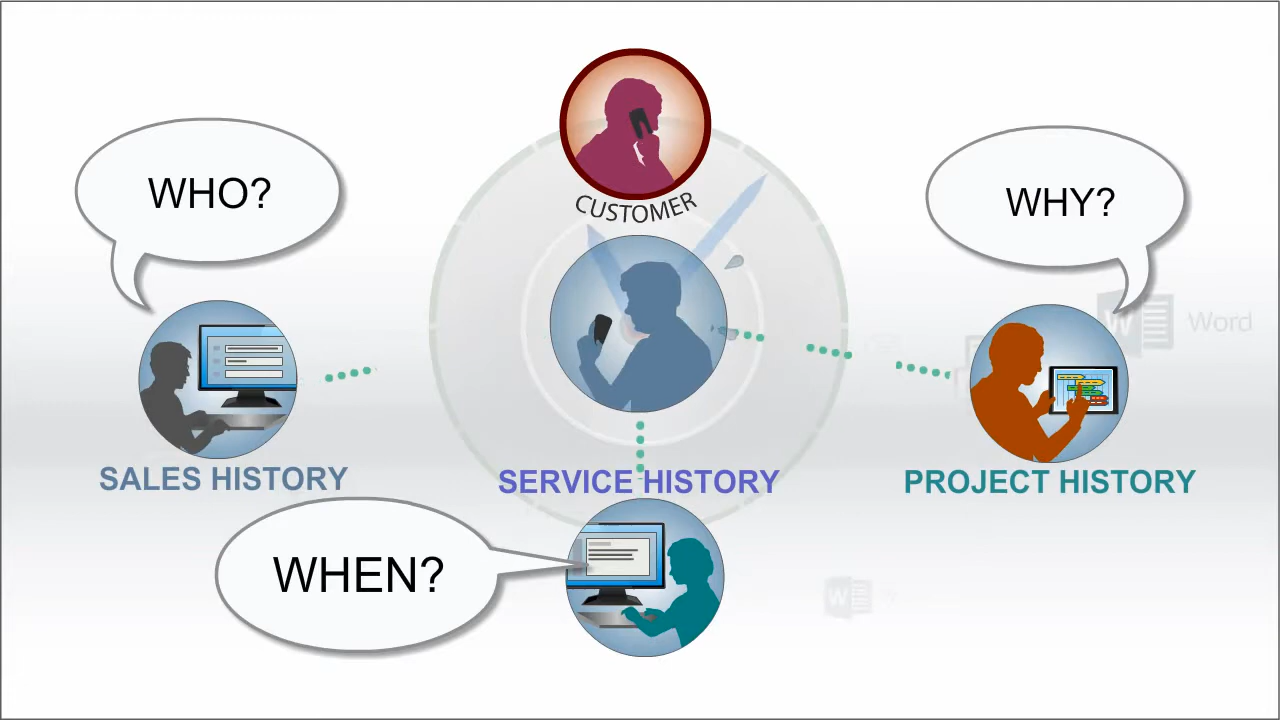 CUSTOMER
WHO?
WHY?
Word
SALES HISTORY
SERVICE HISTORY
PROJECT HISTORY
WHEN?
W
W